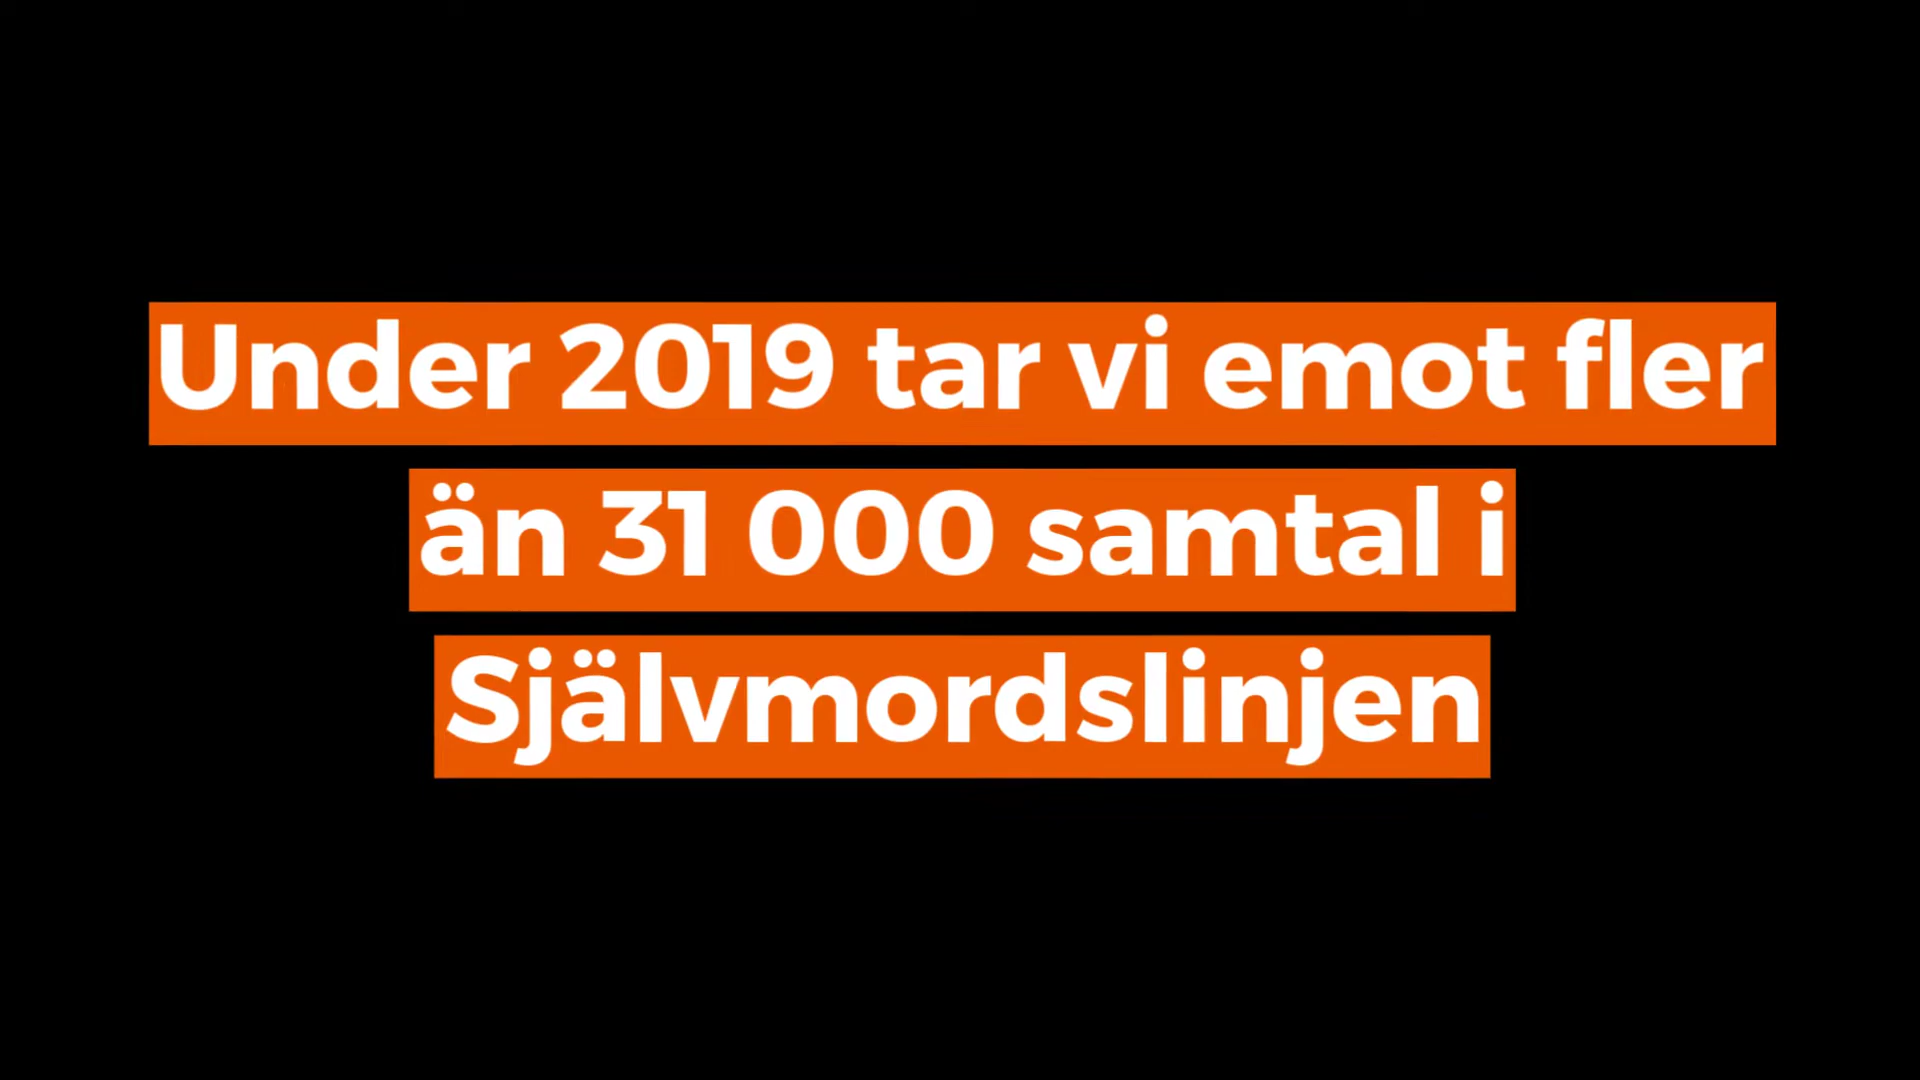 Under 2019 tar vi emot fler
än 31 000 samtal i
Självmordslinjen